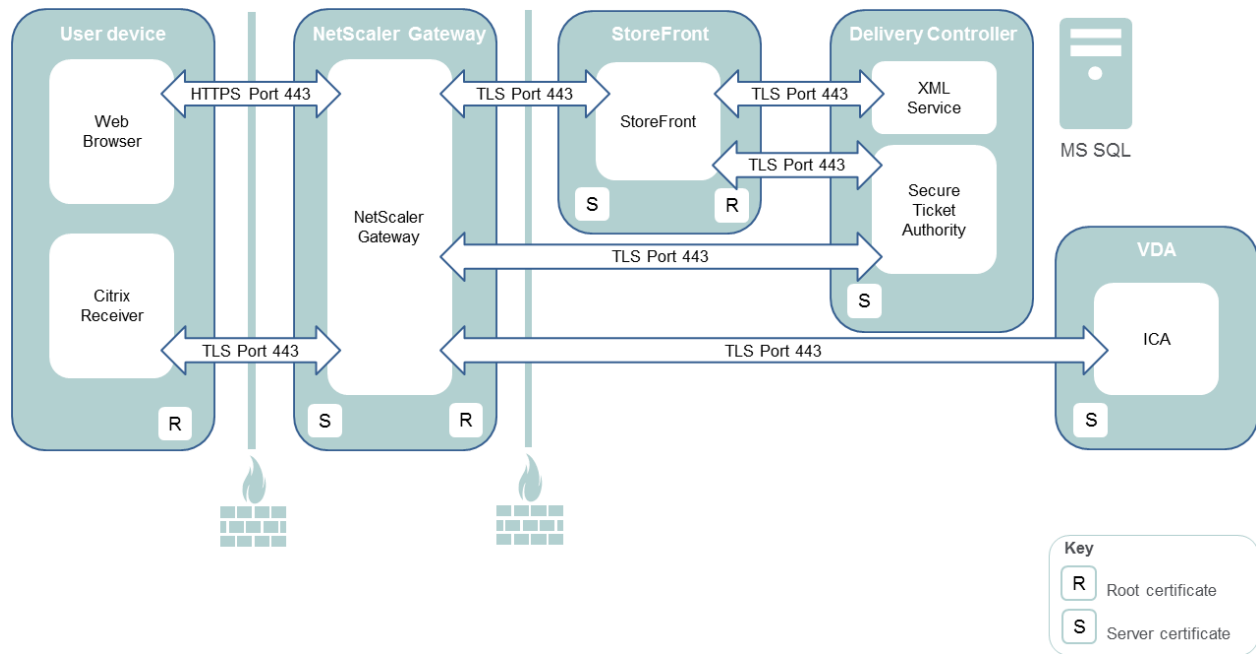 User device
NetScaler Gateway
StoreFront
Delivery Controller
HTTPS Port 443
TLS Port 443
TLS Port 443
XML
Service
Web
Browser
StoreFront
MS SQL
TLS Port 443
S
R
Secure
Ticket
Authority
NetScaler
Gateway
TLS Port 443
VDA
Citrix
Receiver
S
TLS Port 443
TLS Port 443
ICA
R
S
R
S
Key
R
Root certificate
S
Server certificate